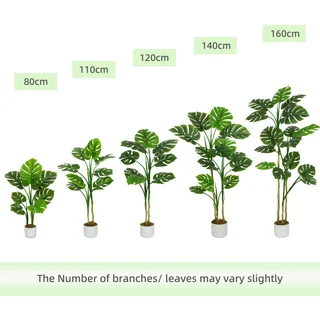 160cm
140cm
120cm
110cm
80cm
The Number of branches/ leaves may vary slightly